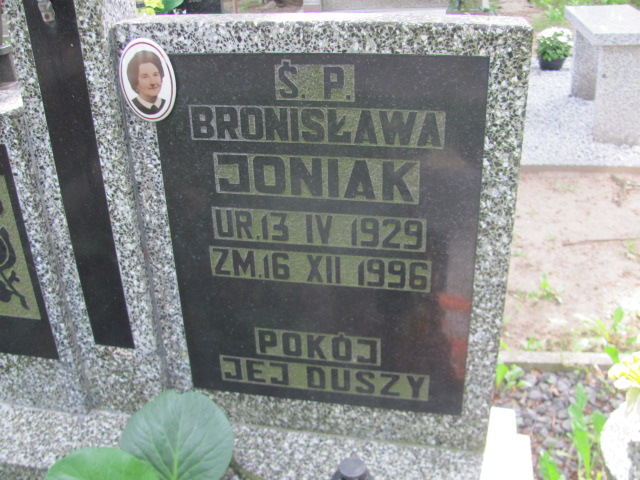 Ś. P.
BRONISŁAWA
JONIAK
UR.13 IV 1929
ZM.16 XII 1996
POKÓJ
JEJ DUSZY